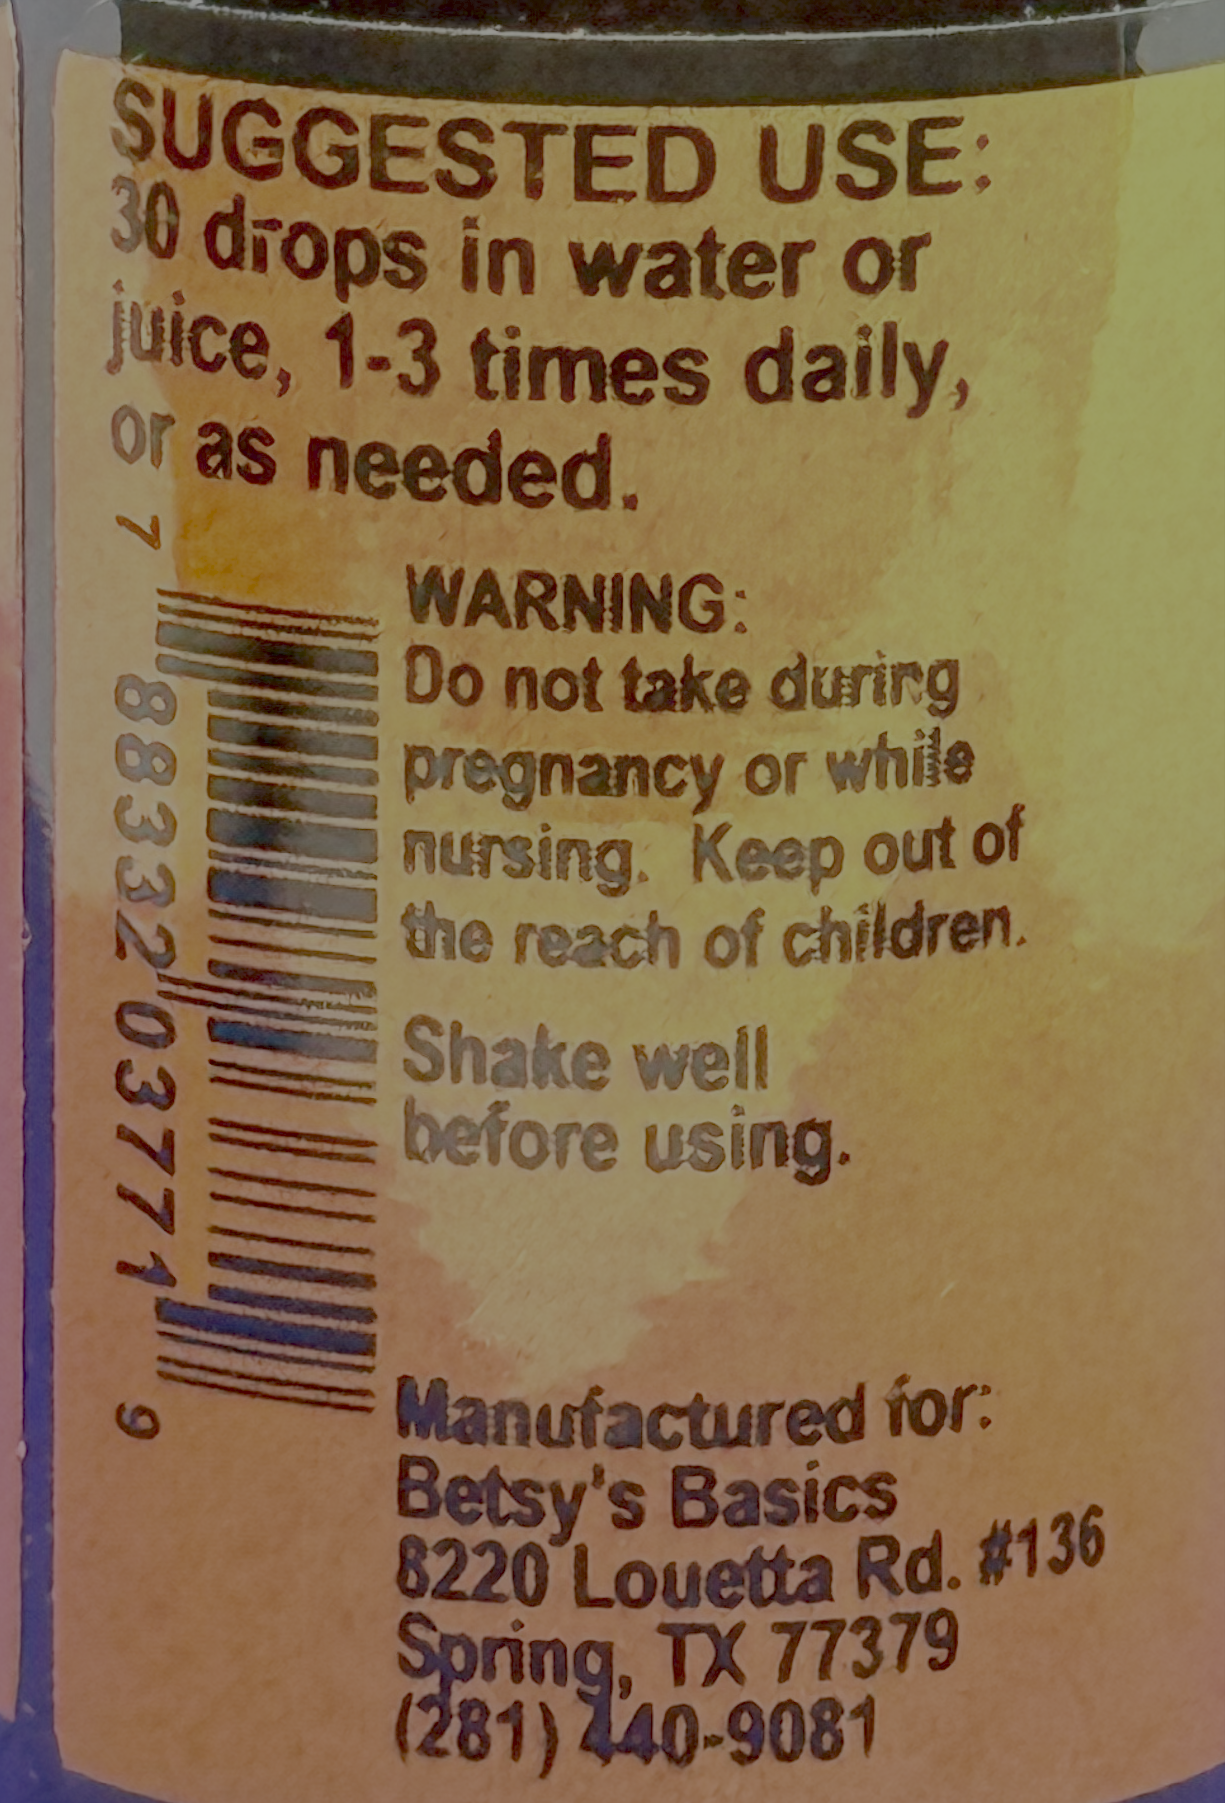 SUGGESTED USE:
30 drops in water or
juice, 1-3 times daily,
or as needed.
WARNING:
Do not take during
pregnancy or while
nursing. Keep out of
the reach of children.
Shake well
before using.
7 88332 03771 9
Manufactured for:
Betsy's Basics
8220 Louetta Rd. #136
Spring, TX 77379
(281) 440-9081